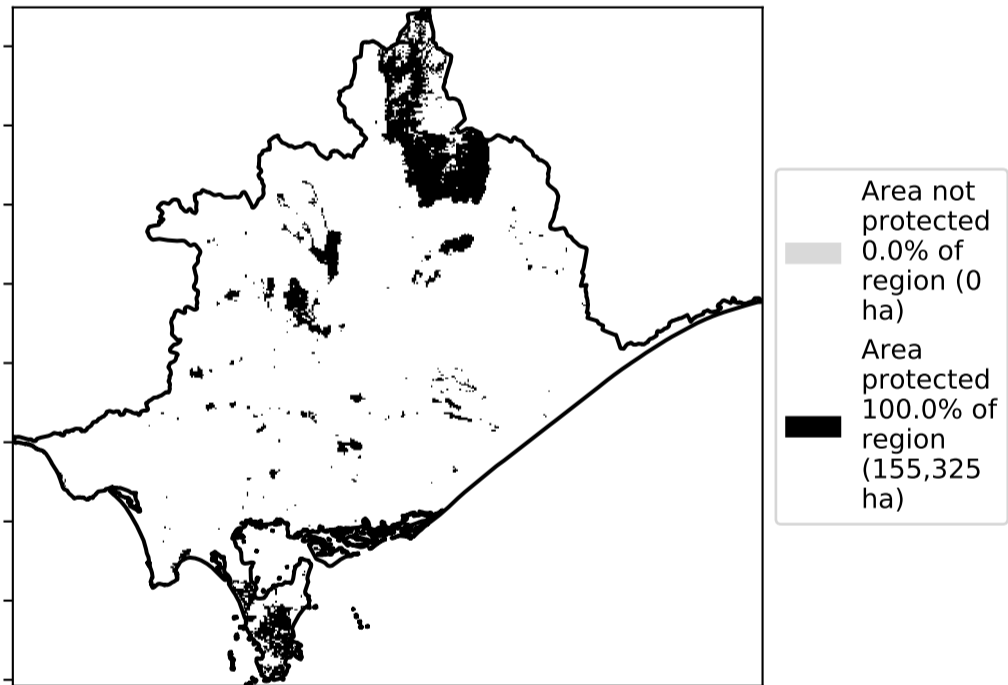 Area not
protected
0.0% of
region (0
ha)
Area
protected
100.0% of
region
(155,325
ha)